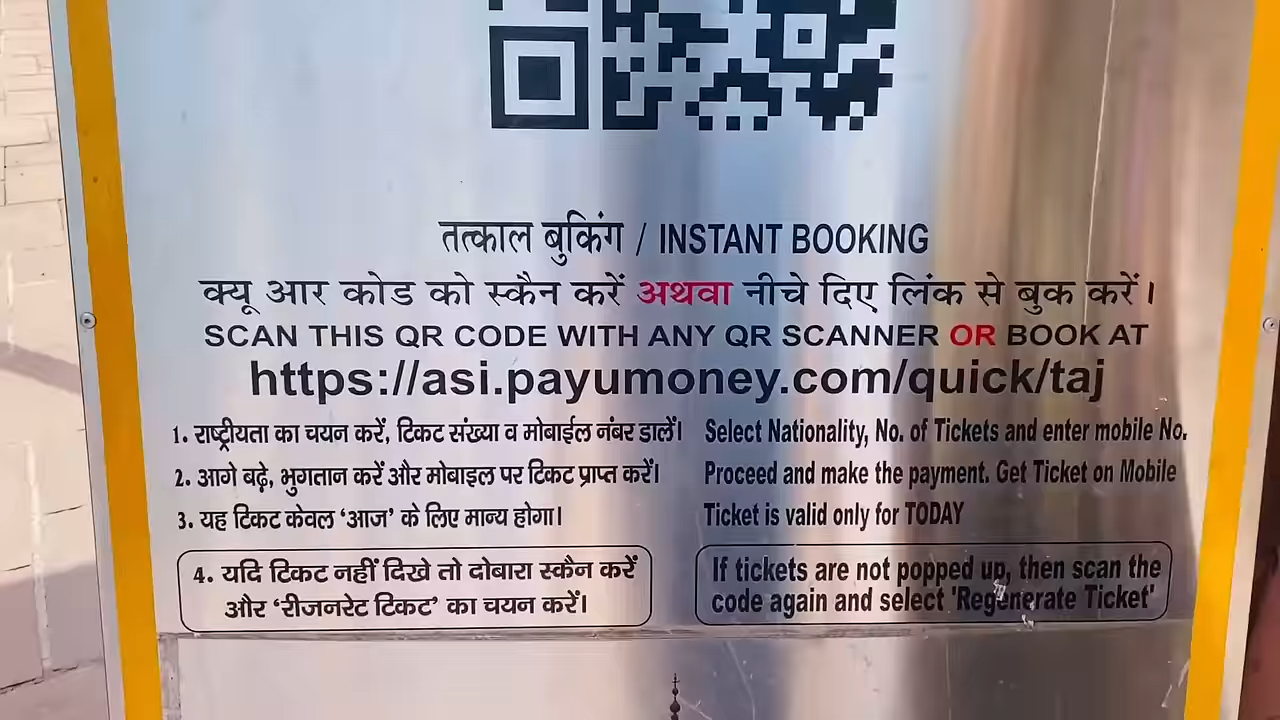 तत्काल बुकिंग / INSTANT BOOKING
क्यू आर कोड को स्कैन करें अथवा नीचे दिए लिंक से बुक करें।
SCAN THIS QR CODE WITH ANY QR SCANNER OR BOOK AT
https://asi.payumoney.com/quick/taj
1. राष्ट्रीयता का चयन करें, टिकट संख्या व मोबाईल नंबर डालें। Select Nationality, No. of Tickets and enter mobile No.
2. आगे बढ़े, भुगतान करें और मोबाइल पर टिकट प्राप्त करें। Proceed and make the payment. Get Ticket on Mobile
3. यह टिकट केवल ‘आज’ के लिए मान्य होगा। Ticket is valid only for TODAY
4. यदि टिकट नहीं दिखे तो दोबारा स्कैन करें
और ‘रीजनरेट टिकट’ का चयन करें।
If tickets are not popped up, then scan the
code again and select 'Regenerate Ticket'